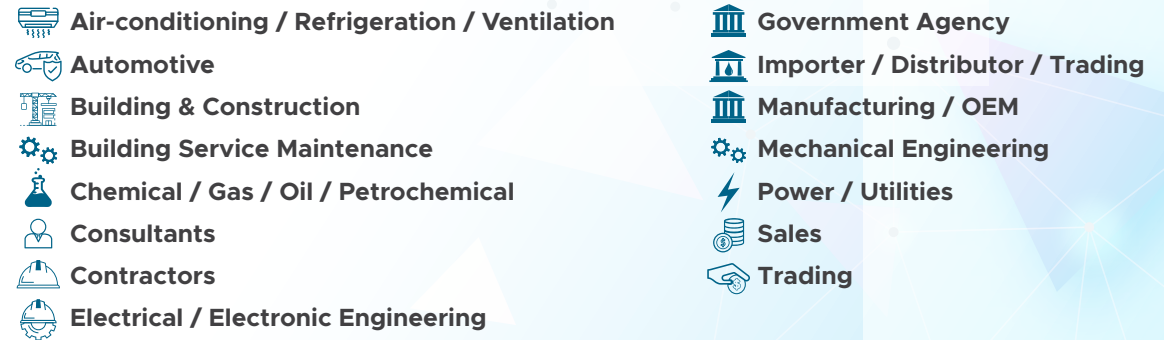 Air-conditioning / Refrigeration / Ventilation
Automotive
Building & Construction
Building Service Maintenance
Chemical / Gas / Oil / Petrochemical
Consultants
Contractors
Electrical / Electronic Engineering
Government Agency
Importer / Distributor / Trading
Manufacturing / OEM
Mechanical Engineering
Power / Utilities
Sales
Trading